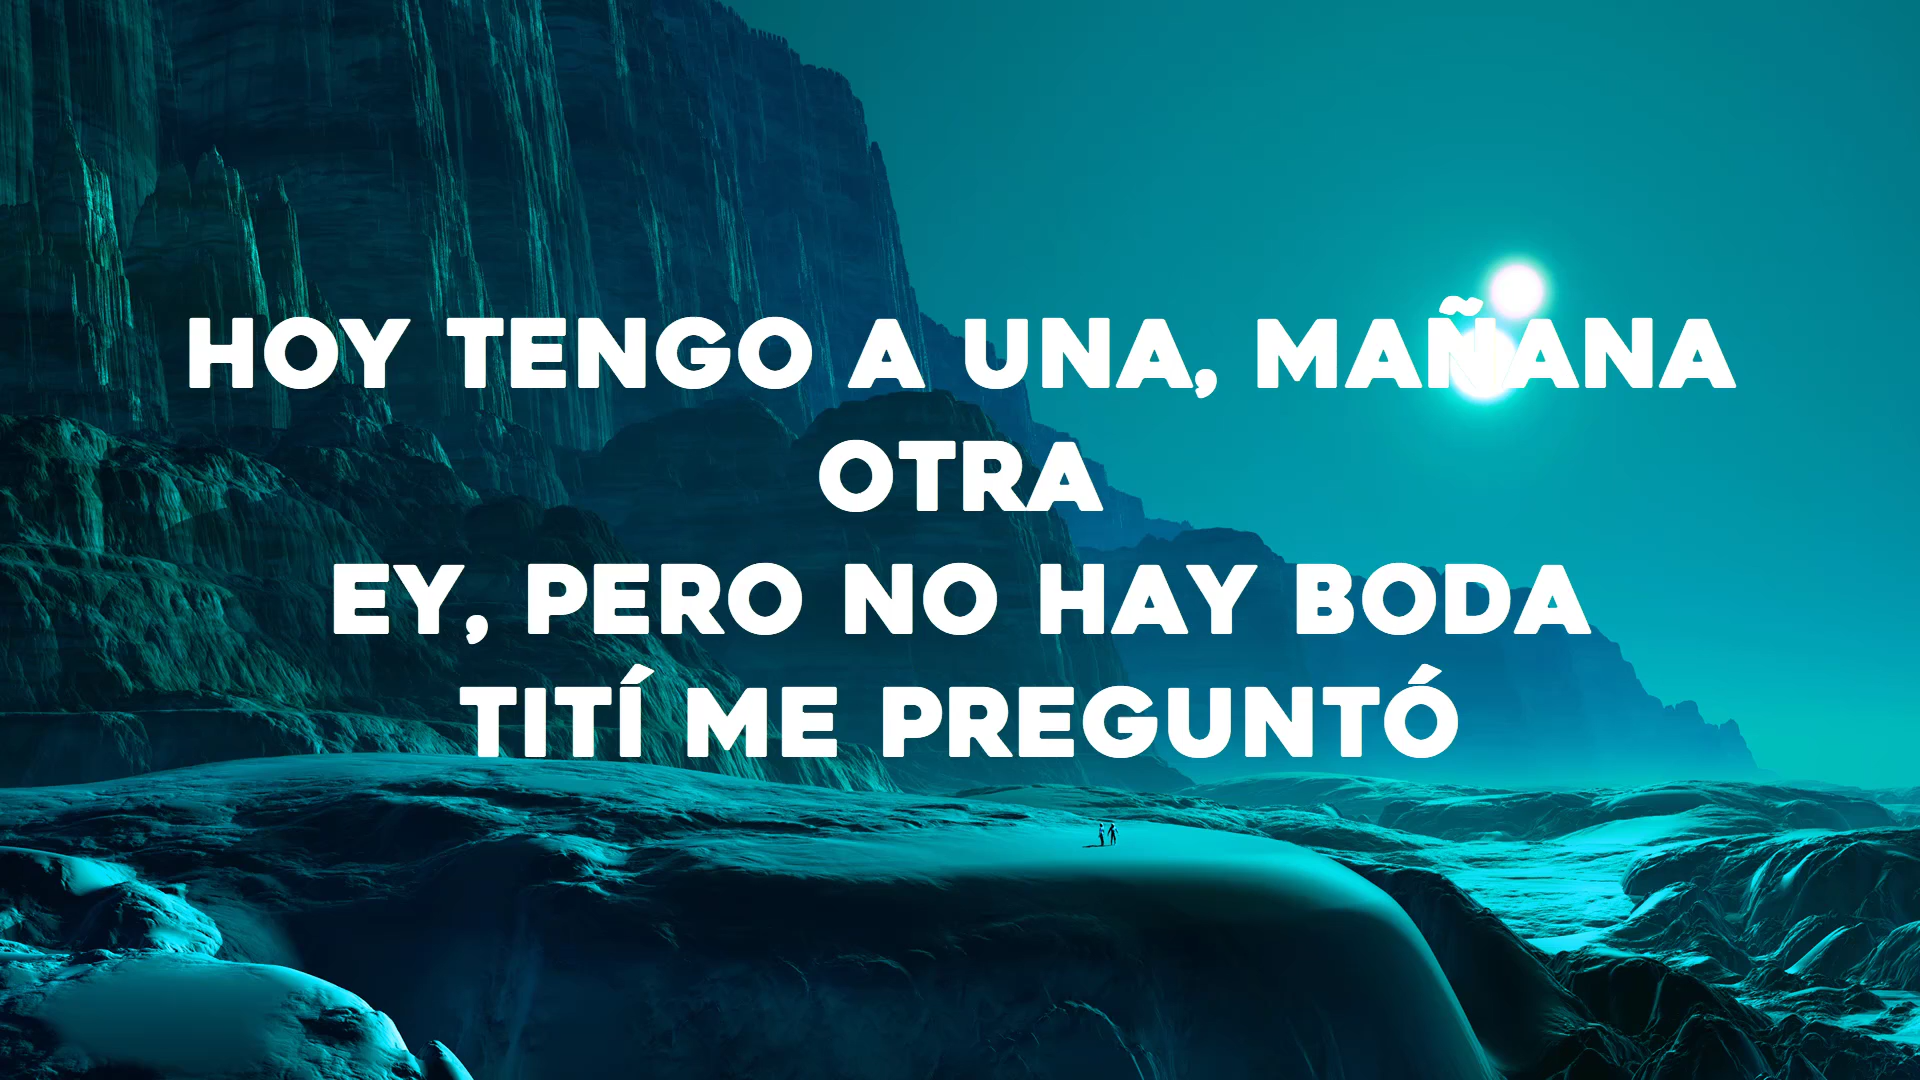 HOY TENGO A UNA, MAÑANA
OTRA
EY, PERO NO HAY BODA
TITÍ ME PREGUNTÓ